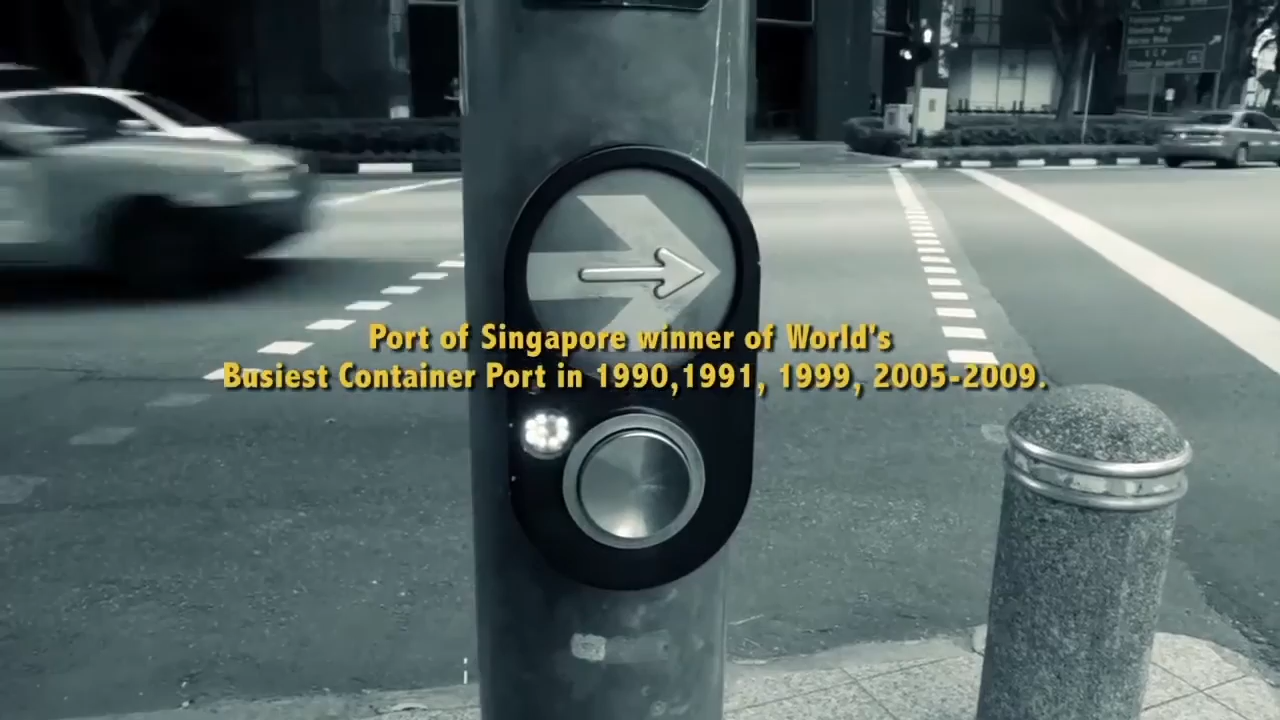 Port of Singapore winner of World's
Busiest Container Port in 1990,1991, 1999, 2005-2009.